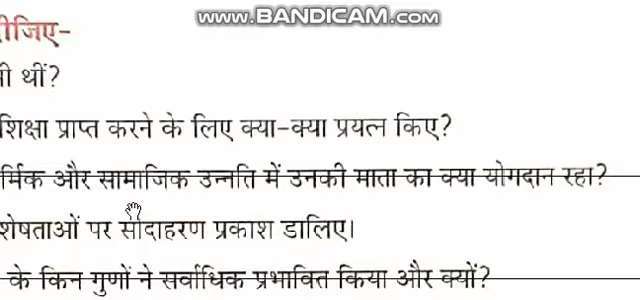 www.BANDICAM.com
ीजिए-
ी थीं?
शिक्षा प्राप्त करने के लिए क्या-क्या प्रयत्न किए?
र्मिक और सामाजिक उन्नति में उनकी माता का क्या योगदान रहा?
शेषताओं पर सोदाहरण प्रकाश डालिए।
के किन गुणों ने सर्वाधिक प्रभावित किया और क्यों?